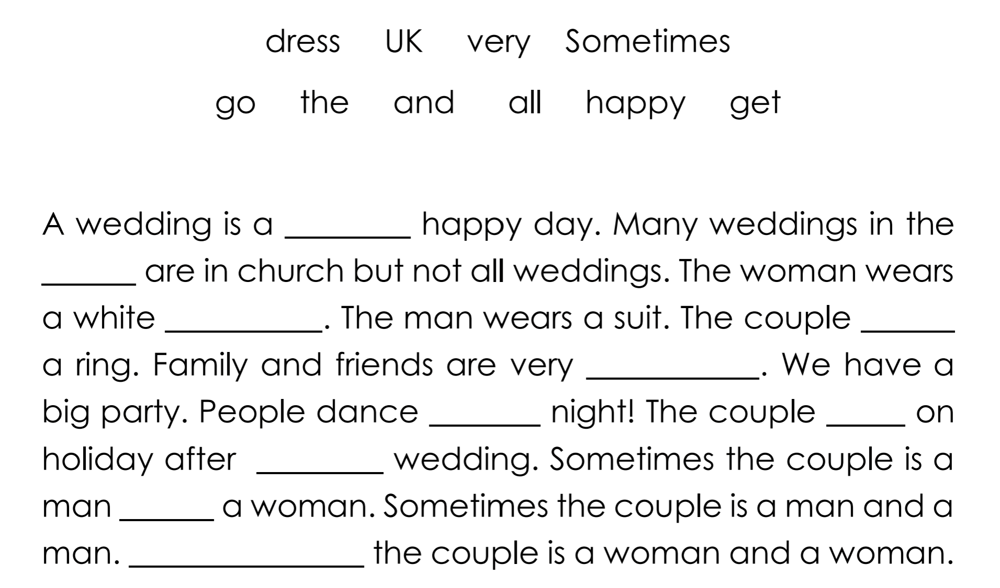 dress UK very Sometimes
go the and all happy get
A wedding is a ________ happy day. Many weddings in the
______ are in church but not all weddings. The woman wears
a white __________. The man wears a suit. The couple ______
a ring. Family and friends are very ___________. We have a
big party. People dance _______ night! The couple _____ on
holiday after ________ wedding. Sometimes the couple is a
man ______ a woman. Sometimes the couple is a man and a
man. _______________ the couple is a woman and a woman.